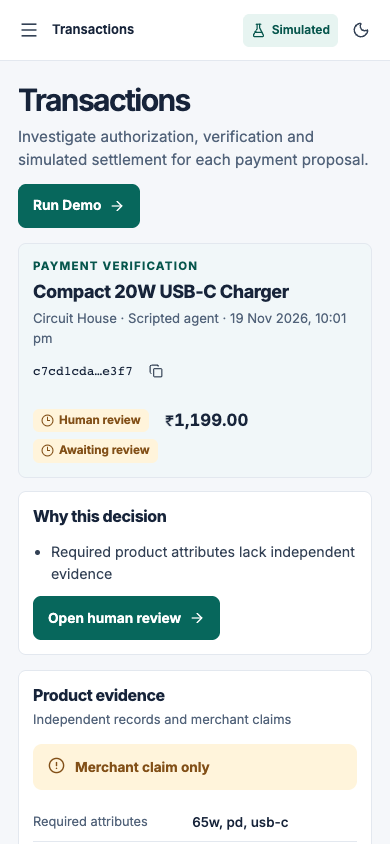 Transactions
Simulated
Transactions
Investigate authorization, verification and
simulated settlement for each payment proposal.
Run Demo
PAYMENT VERIFICATION
Compact 20W USB-C Charger
Circuit House · Scripted agent · 19 Nov 2026, 10:01
pm
c7cd1cda…e3f7
Human review
₹1,199.00
Awaiting review
Why this decision
• Required product attributes lack independent
evidence
Open human review
Product evidence
Independent records and merchant claims
Merchant claim only
Required attributes
65w, pd, usb-c